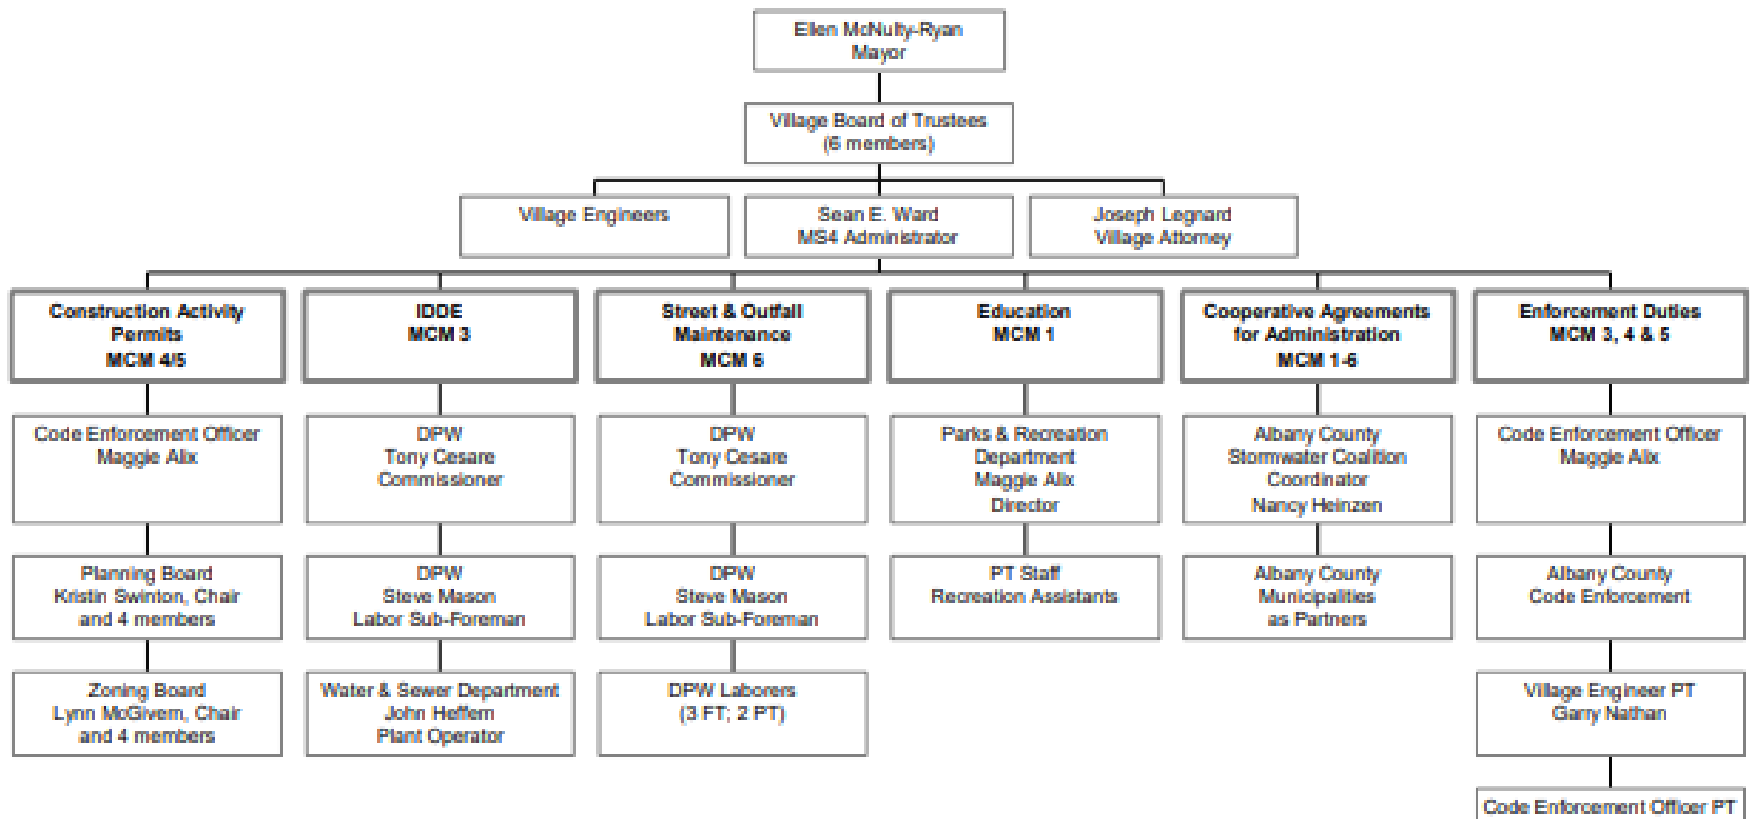 Ellen McNulty-Ryan
Mayor
Village Board of Trustees
(6 members)
Village Engineers
Sean E. Ward
MS4 Administrator
Joseph Legnard
Village Attorney
Construction Activity
Permits
MCM 4/5
IDDE
MCM 3
Street & Outfall
Maintenance
MCM 6
Education
MCM 1
Cooperative Agreements
for Administration
MCM 1-6
Enforcement Duties
MCM 3, 4 & 5
Code Enforcement Officer
Maggie Alix
DPW
Tony Cesare
Commissioner
DPW
Tony Cesare
Commissioner
Parks & Recreation
Department
Maggie Alix
Director
Albany County
Stormwater Coalition
Coordinator
Nancy Heinzen
Code Enforcement Officer
Maggie Alix
Planning Board
Kristin Swinton, Chair
and 4 members
DPW
Steve Mason
Labor Sub-Foreman
DPW
Steve Mason
Labor Sub-Foreman
PT Staff
Recreation Assistants
Albany County
Municipalities
as Partners
Albany County
Code Enforcement
Zoning Board
Lynn McGivern, Chair
and 4 members
Water & Sewer Department
John Heffern
Plant Operator
DPW Laborers
(3 FT; 2 PT)
Village Engineer PT
Garry Nathan
Code Enforcement Officer PT